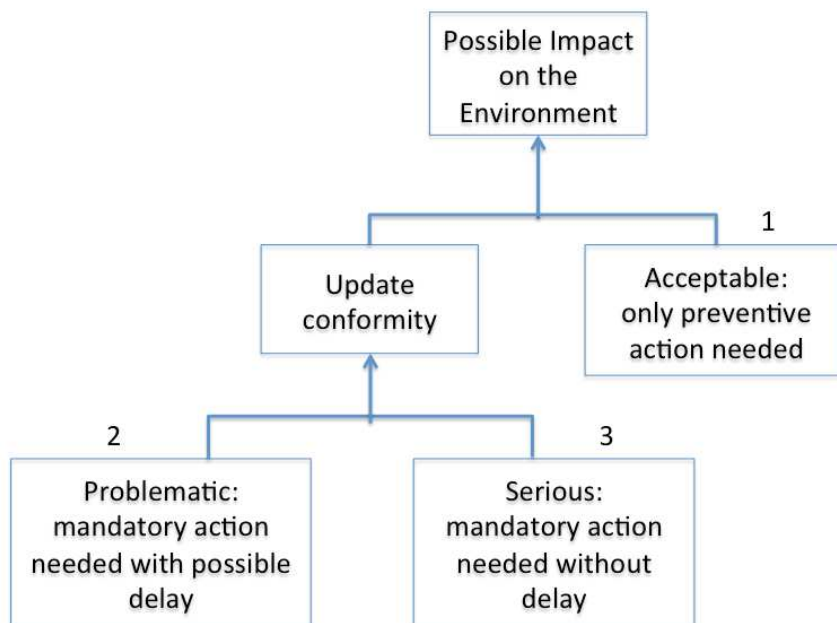 Possible Impact
on the
Environment
1
Update
conformity
Acceptable:
only preventive
action needed
2
3
Problematic:
mandatory action
needed with possible
delay
Serious:
mandatory action
needed without
delay